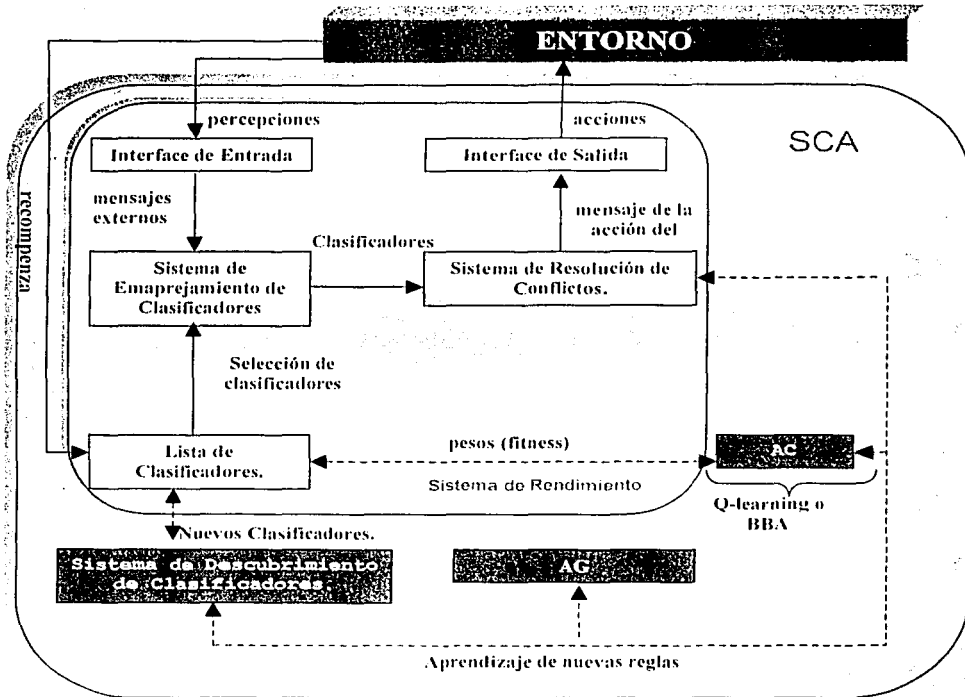 ENTORNO
percepciones
acciones
SCA
Interface de Entrada
Interface de Salida
recompenza
mensajes
externos
mensaje de la
acción del
Clasificadores
Sistema de
Emaprejamiento de
Clasificadores
Sistema de Resolución de
Conflictos.
Selección de
clasificadores
Lista de
Clasificadores.
pesos (fitness)
AC
Sistema de Rendimiento
Q-learning o
BBA
Nuevos Clasificadores.
Sistema de Descubrimiento
de Clasificadores.
AG
Aprendizaje de nuevas reglas